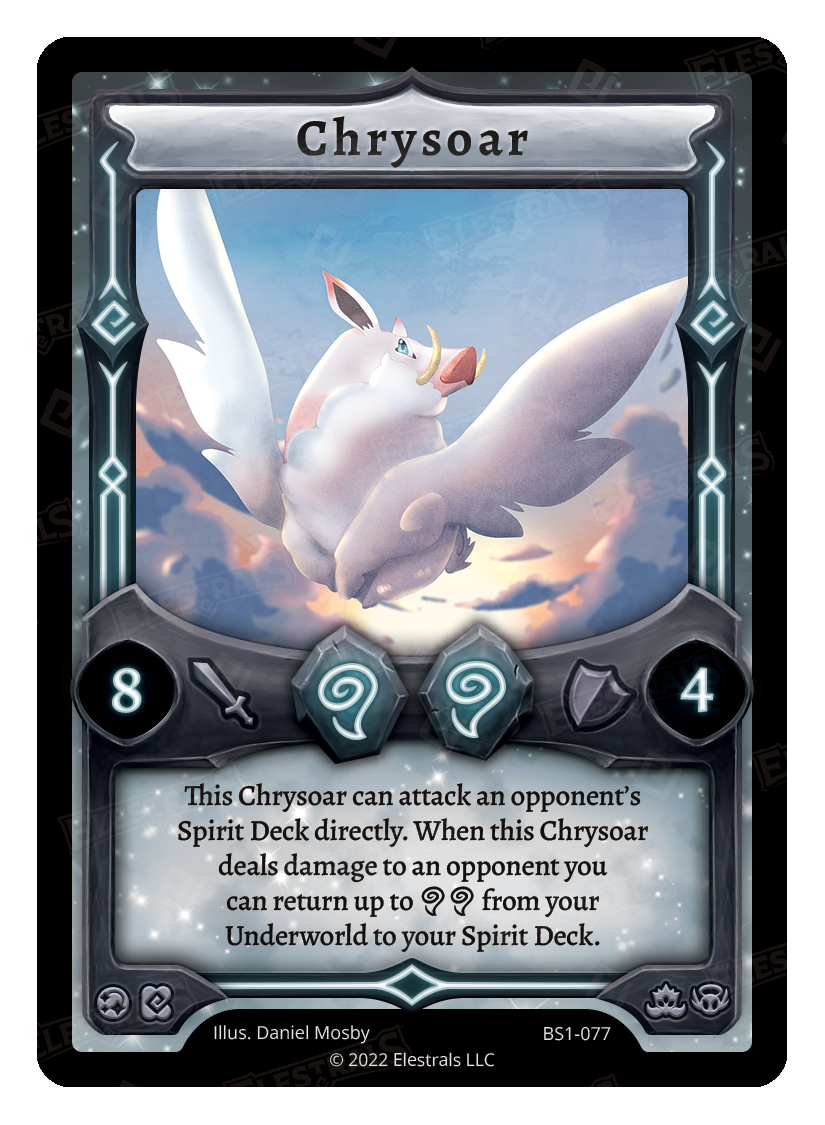 Chrysoar
8
4
This Chrysoar can attack an opponent's
Spirit Deck directly. When this Chrysoar
deals damage to an opponent you
can return up to from your
Underworld to your Spirit Deck.
Illus. Daniel Mosby
BS1-077
© 2022 Elestrals LLC
ELESTRALS